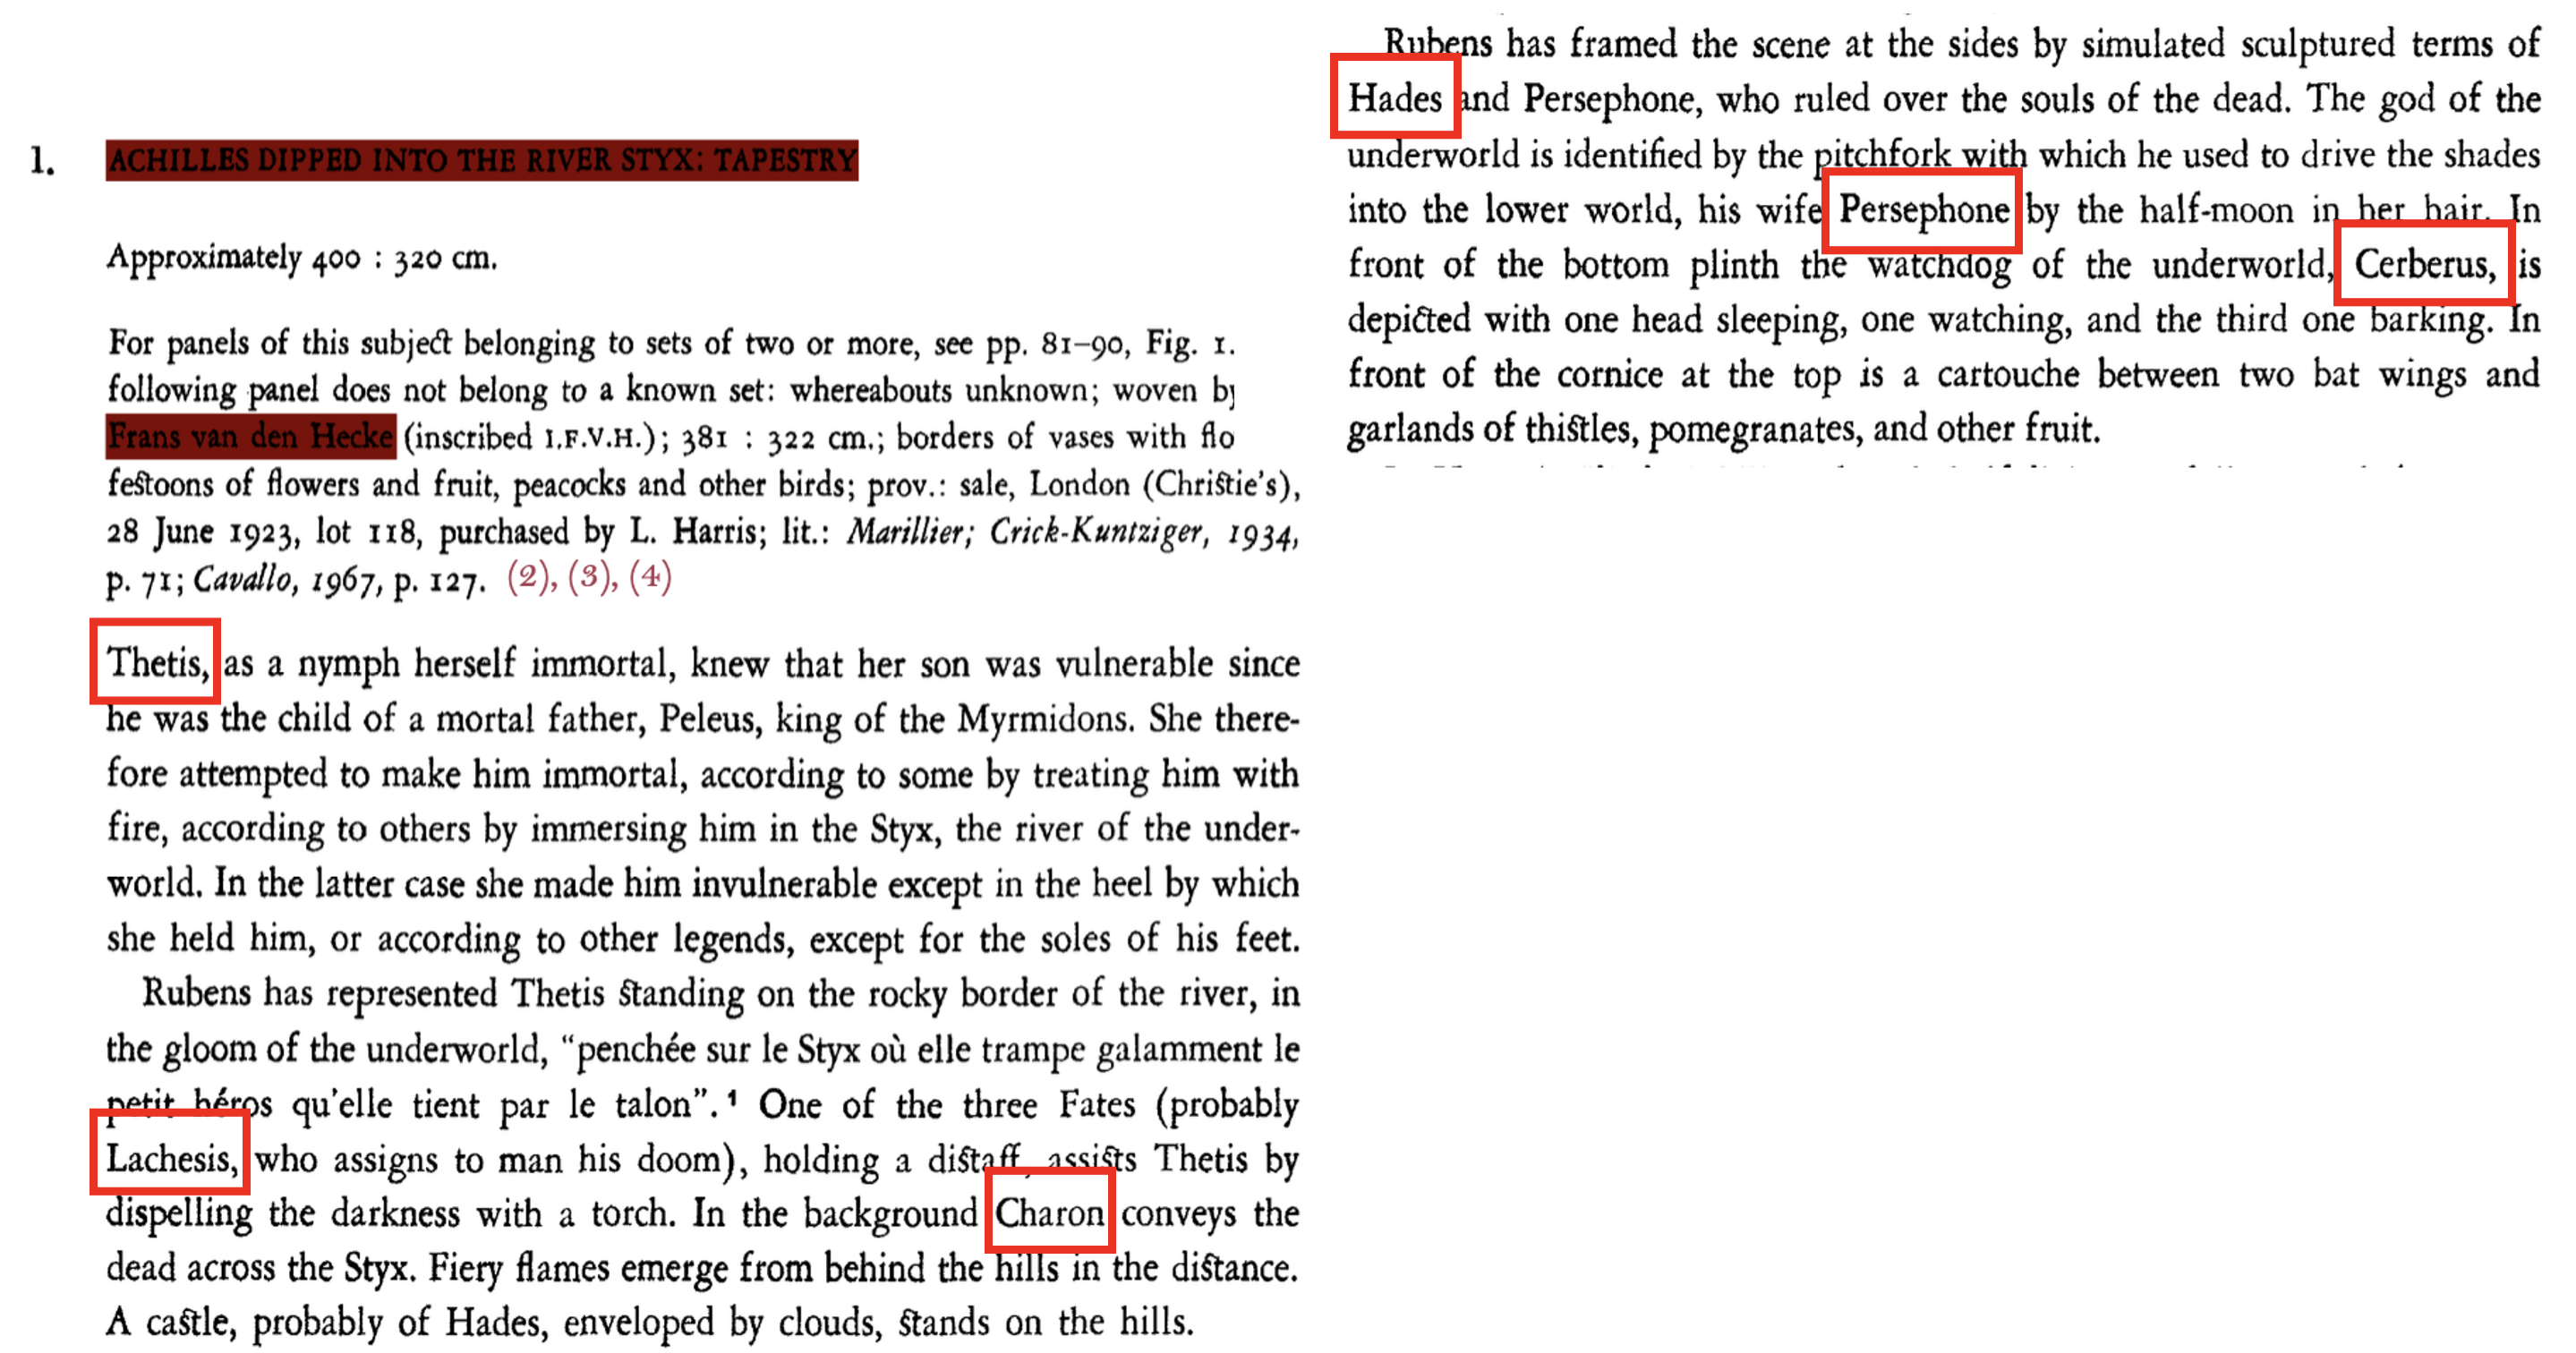 1. ACHILLES DIPPED INTO THE RIVER STYX: TAPESTRY
Approximately 400 : 320 cm.
For panels of this subject belonging to sets of two or more, see pp. 81–90, Fig. 1.
following panel does not belong to a known set: whereabouts unknown; woven
Frans van den Hecke (inscribed I.F.V.H.); 381 : 322 cm.; borders of vases with flo
festoons of flowers and fruit, peacocks and other birds; prov.: sale, London (Christie's),
28 June 1923, lot 118, purchased by L. Harris; lit.: Marillier; Crick-Kuntziger, 1934,
p. 71; Cavallo, 1967, p. 127. (2), (3), (4)
Thetis, as a nymph herself immortal, knew that her son was vulnerable since
he was the child of a mortal father, Peleus, king of the Myrmidons. She there-
fore attempted to make him immortal, according to some by treating him with
fire, according to others by immersing him in the Styx, the river of the under-
world. In the latter case she made him invulnerable except in the heel by which
she held him, or according to other legends, except for the soles of his feet.
Rubens has represented Thetis standing on the rocky border of the river, in
the gloom of the underworld, “penchée sur le Styx où elle trampe galamment le
petit héros qu'elle tient par le talon”.¹ One of the three Fates (probably
Lachesis, who assigns to man his doom), holding a distaff, assists Thetis by
dispelling the darkness with a torch. In the background Charon conveys the
dead across the Styx. Fiery flames emerge from behind the hills in the distance.
A castle, probably of Hades, enveloped by clouds, stands on the hills.
Rubens has framed the scene at the sides by simulated sculptured terms of
Hades and Persephone, who ruled over the souls of the dead. The god of the
underworld is identified by the pitchfork with which he used to drive the shades
into the lower world, his wife Persephone by the half-moon in her hair. In
front of the bottom plinth the watchdog of the underworld, Cerberus, is
depicted with one head sleeping, one watching, and the third one barking. In
front of the cornice at the top is a cartouche between two bat wings and
garlands of thistles, pomegranates, and other fruit.